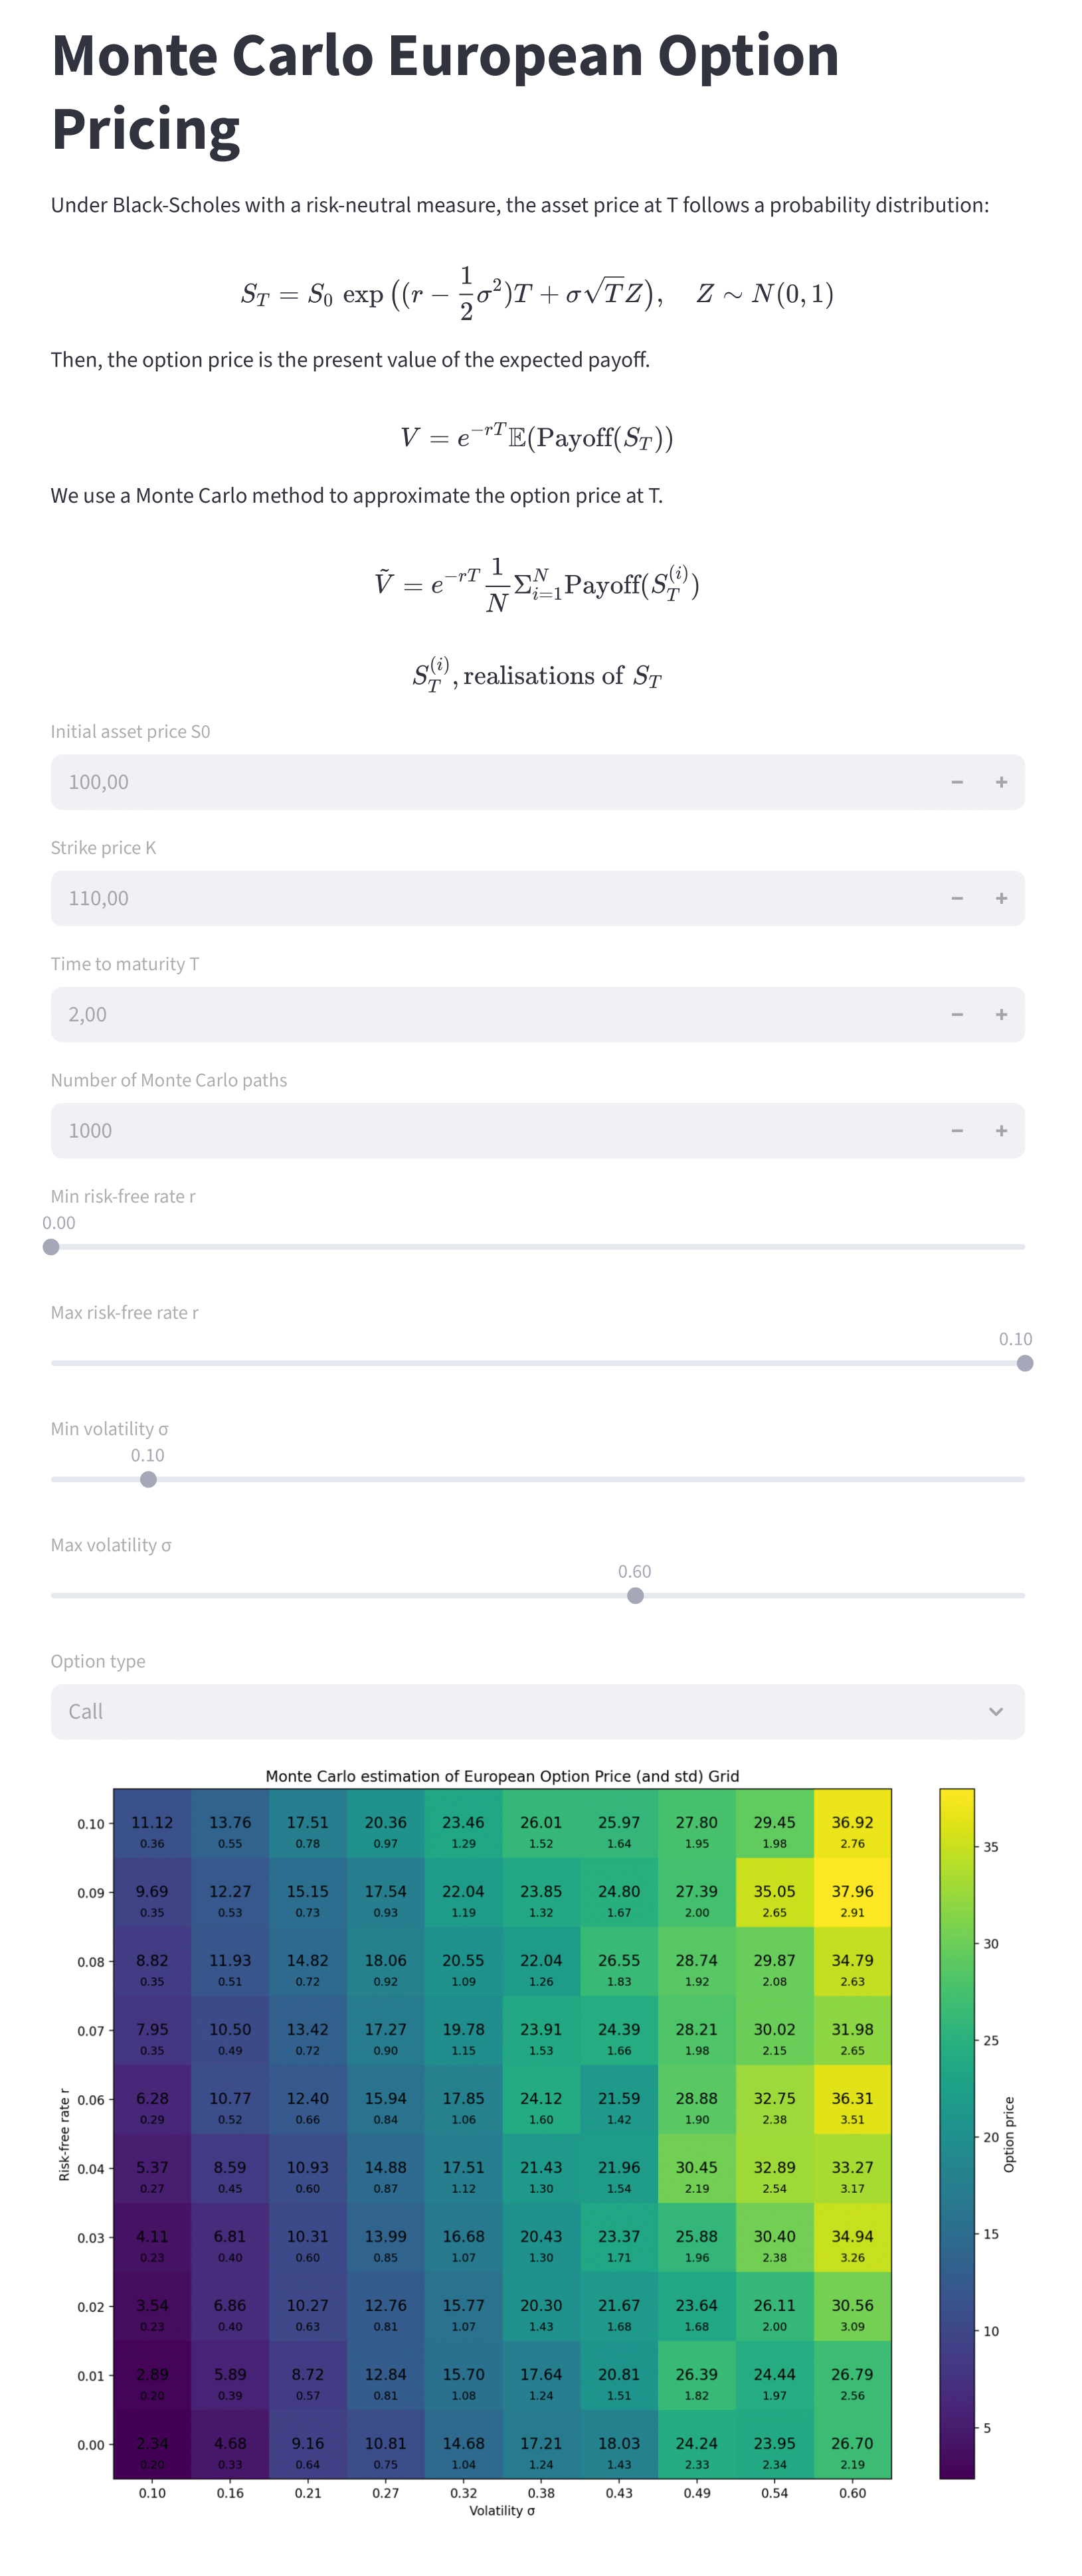 Monte Carlo European Option
Pricing
Under Black-Scholes with a risk-neutral measure, the asset price at T follows a probability distribution:
S_T = S_0 exp ((r − 1/2 σ²)T + σ√T Z),   Z ∼ N(0, 1)
Then, the option price is the present value of the expected payoff.
V = e^{−rT} 𝔼(Payoff(S_T))
We use a Monte Carlo method to approximate the option price at T.
Ṽ = e^{−rT} 1/N Σ_{i=1}^N Payoff(S_T^{(i)})
S_T^{(i)}, realisations of S_T
Initial asset price S0
100,00 − +
Strike price K
110,00 − +
Time to maturity T
2,00 − +
Number of Monte Carlo paths
1000 − +
Min risk-free rate r
0.00
Max risk-free rate r
0.10
Min volatility σ
0.10
Max volatility σ
0.60
Option type
Call
Monte Carlo estimation of European Option Price (and std) Grid
0.10 11.12 13.76 17.51 20.36 23.46 26.01 25.97 27.80 29.45 36.92
0.36 0.55 0.78 0.97 1.29 1.52 1.64 1.95 1.98 2.76
0.09 9.69 12.27 15.15 17.54 22.04 23.85 24.80 27.39 35.05 37.96
0.35 0.53 0.73 0.93 1.19 1.32 1.67 2.00 2.65 2.91
0.08 8.82 11.93 14.82 18.06 20.55 22.04 26.55 28.74 29.87 34.79
0.35 0.51 0.72 0.92 1.09 1.26 1.83 1.92 2.08 2.63
0.07 7.95 10.50 13.42 17.27 19.78 23.91 24.39 28.21 30.02 31.98
0.35 0.49 0.72 0.90 1.15 1.53 1.66 1.98 2.15 2.65
0.06 6.28 10.77 12.40 15.94 17.85 24.12 21.59 28.88 32.75 36.31
0.29 0.52 0.66 0.84 1.06 1.60 1.42 1.90 2.38 3.51
0.04 5.37 8.59 10.93 14.88 17.51 21.43 21.96 30.45 32.89 33.27
0.27 0.45 0.60 0.87 1.12 1.30 1.54 2.19 2.54 3.17
0.03 4.11 6.81 10.31 13.99 16.68 20.43 23.37 25.88 30.40 34.94
0.23 0.40 0.60 0.85 1.07 1.30 1.71 1.96 2.38 3.26
0.02 3.54 6.86 10.27 12.76 15.77 20.30 21.67 23.64 26.11 30.56
0.23 0.40 0.63 0.81 1.07 1.43 1.68 1.68 2.00 3.09
0.01 2.89 5.89 8.72 12.84 15.70 17.64 20.81 26.39 24.44 26.79
0.20 0.39 0.57 0.81 1.08 1.24 1.51 1.82 1.97 2.56
0.00 2.34 4.68 9.16 10.81 14.68 17.21 18.03 24.24 23.95 26.70
0.20 0.33 0.64 0.75 1.04 1.24 1.43 2.33 2.34 2.19
0.10 0.16 0.21 0.27 0.32 0.38 0.43 0.49 0.54 0.60
Volatility σ
Risk-free rate r
35
30
25
20
15
10
5
Option price